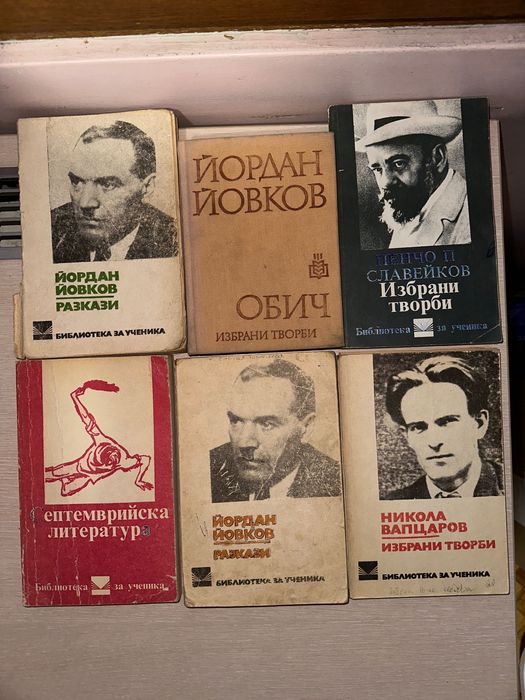 ЙОРДАН
ЙОВКОВ
РАЗКАЗИ
БИБЛИОТЕКА ЗА УЧЕНИКА
ЙОРДАН
ЙОВКОВ
ОБИЧ
ИЗБРАНИ ТВОРБИ
ПЕНЧО П
СЛАВЕЙКОВ
Избрани
творби
Библиотека за ученика
Септемврийска
литература
Библиотека за ученика
ЙОРДАН
ЙОВКОВ
РАЗКАЗИ
БИБЛИОТЕКА ЗА УЧЕНИКА
НИКОЛА
ВАПЦАРОВ
ИЗБРАНИ ТВОРБИ
БИБЛИОТЕКА ЗА УЧЕНИКА